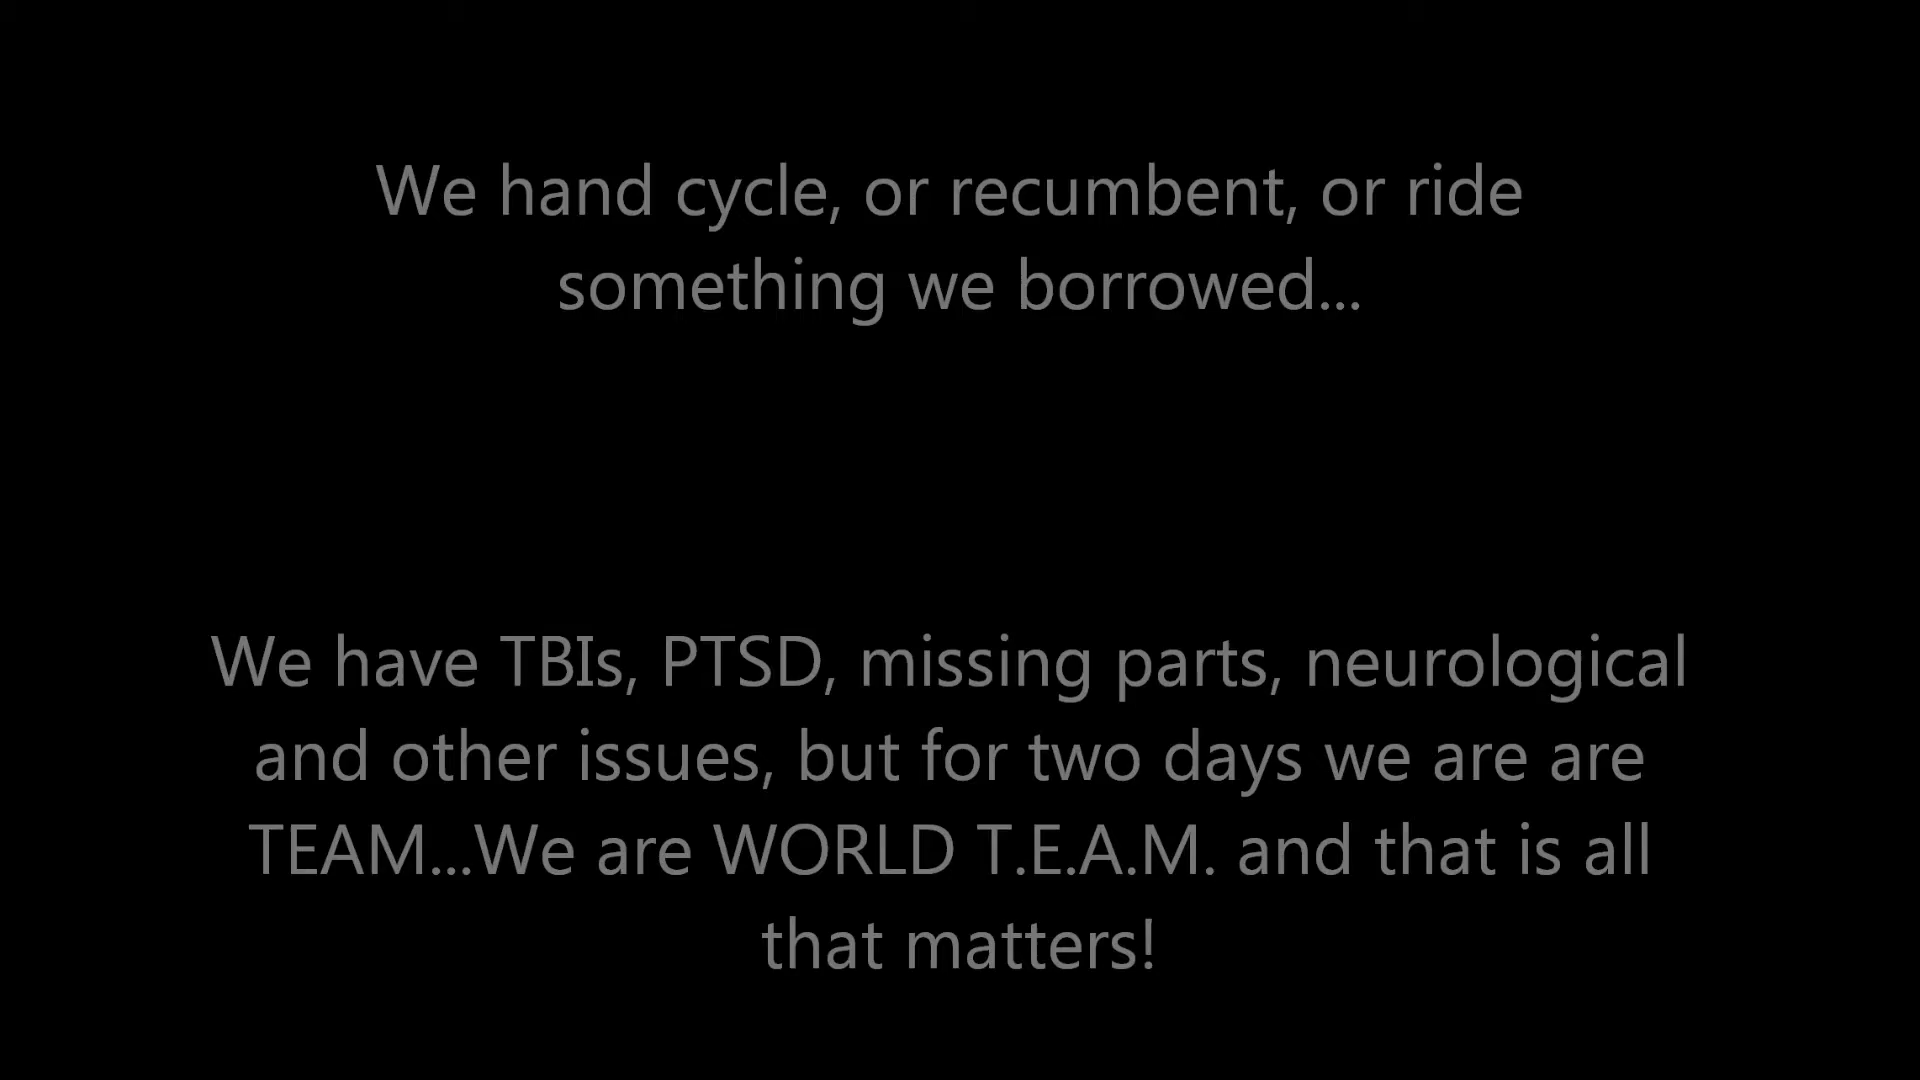 We hand cycle, or recumbent, or ride
something we borrowed...
We have TBIs, PTSD, missing parts, neurological
and other issues, but for two days we are are
TEAM...We are WORLD T.E.A.M. and that is all
that matters!